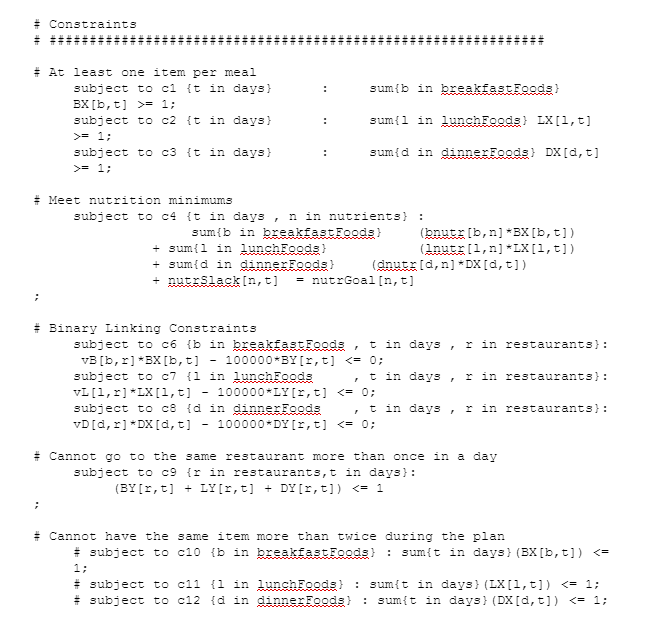 # Constraints
# ##############################################################
# At least one item per meal
subject to c1 {t in days} : sum{b in breakfastFoods}
BX[b,t] >= 1;
subject to c2 {t in days} : sum{l in lunchFoods} LX[l,t]
>= 1;
subject to c3 {t in days} : sum{d in dinnerFoods} DX[d,t]
>= 1;
# Meet nutrition minimums
subject to c4 {t in days , n in nutrients} :
sum{b in breakfastFoods} (bnutr[b,n]*BX[b,t])
+ sum{l in lunchFoods} (lnutr[l,n]*LX[l,t])
+ sum{d in dinnerFoods} (dnutr[d,n]*DX[d,t])
+ nutrSlack[n,t] = nutrGoal[n,t]
;
# Binary Linking Constraints
subject to c6 {b in breakfastFoods , t in days , r in restaurants}:
vB[b,r]*BX[b,t] - 100000*BY[r,t] <= 0;
subject to c7 {l in lunchFoods , t in days , r in restaurants}:
vL[l,r]*LX[l,t] - 100000*LY[r,t] <= 0;
subject to c8 {d in dinnerFoods , t in days , r in restaurants}:
vD[d,r]*DX[d,t] - 100000*DY[r,t] <= 0;
# Cannot go to the same restaurant more than once in a day
subject to c9 {r in restaurants,t in days}:
(BY[r,t] + LY[r,t] + DY[r,t]) <= 1
;
# Cannot have the same item more than twice during the plan
# subject to c10 {b in breakfastFoods} : sum{t in days}(BX[b,t]) <=
1;
# subject to c11 {l in lunchFoods} : sum{t in days}(LX[l,t]) <= 1;
# subject to c12 {d in dinnerFoods} : sum{t in days}(DX[d,t]) <= 1;